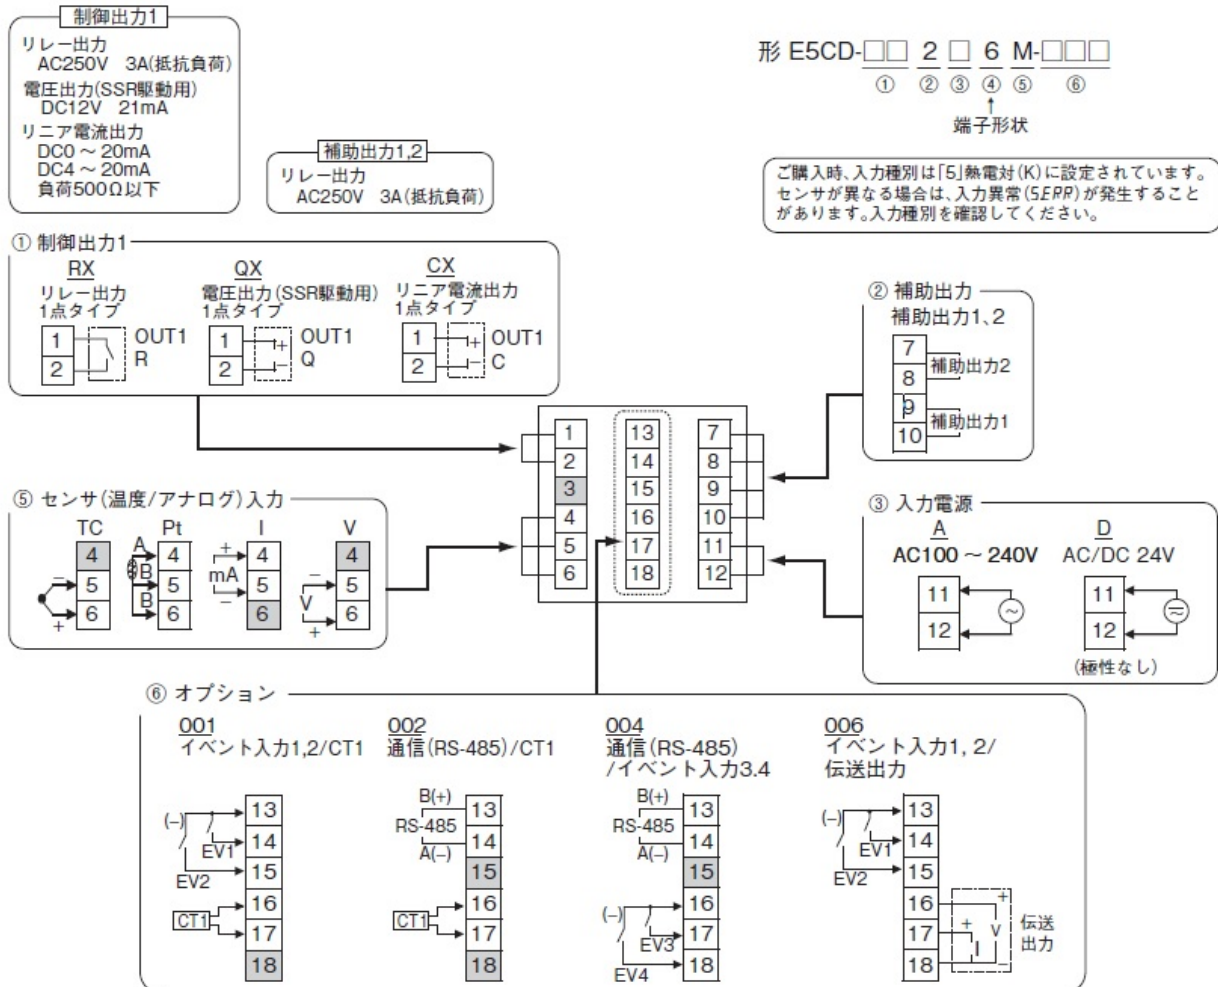 制御出力1
リレー出力
AC250V 3A(抵抗負荷)
電圧出力(SSR駆動用)
DC12V 21mA
リニア電流出力
DC0 ～ 20mA
DC4 ～ 20mA
負荷500Ω以下
補助出力1,2
リレー出力
AC250V 3A(抵抗負荷)
形 E5CD-□□ 2 □ 6 M-□□□
① ② ③ ④ ⑤ ⑥
端子形状
ご購入時、入力種別は「5」熱電対(K)に設定されています。
センサが異なる場合は、入力異常(S.ERR)が発生すること
があります。入力種別を確認してください。
① 制御出力1
RX
リレー出力
1点タイプ
1
2
OUT1
R
QX
電圧出力(SSR駆動用)
1点タイプ
1
2
+
−
OUT1
Q
CX
リニア電流出力
1点タイプ
1
2
+
−
OUT1
C
② 補助出力
補助出力1、2
7
8
補助出力2
9
10
補助出力1
1 13 7
2 14 8
3 15 9
4 16 10
5 17 11
6 18 12
⑤ センサ(温度/アナログ)入力
TC
4
5
6
−
+
Pt
A
B
B
4
5
6
I
+
mA
−
4
5
6
V
−
V
+
4
5
6
③ 入力電源
A
AC100 ～ 240V
11
12
D
AC/DC 24V
11
12
(極性なし)
⑥ オプション
001
イベント入力1,2/CT1
(−)
EV1
EV2
CT1
13
14
15
16
17
18
002
通信(RS-485)/CT1
B(+)
RS-485
A(−)
CT1
13
14
15
16
17
18
004
通信(RS-485)
/イベント入力3.4
B(+)
RS-485
A(−)
(−)
EV3
EV4
13
14
15
16
17
18
006
イベント入力1, 2/
伝送出力
(−)
EV1
EV2
13
14
15
16
17
18
+
+
V
I
−
伝送
出力